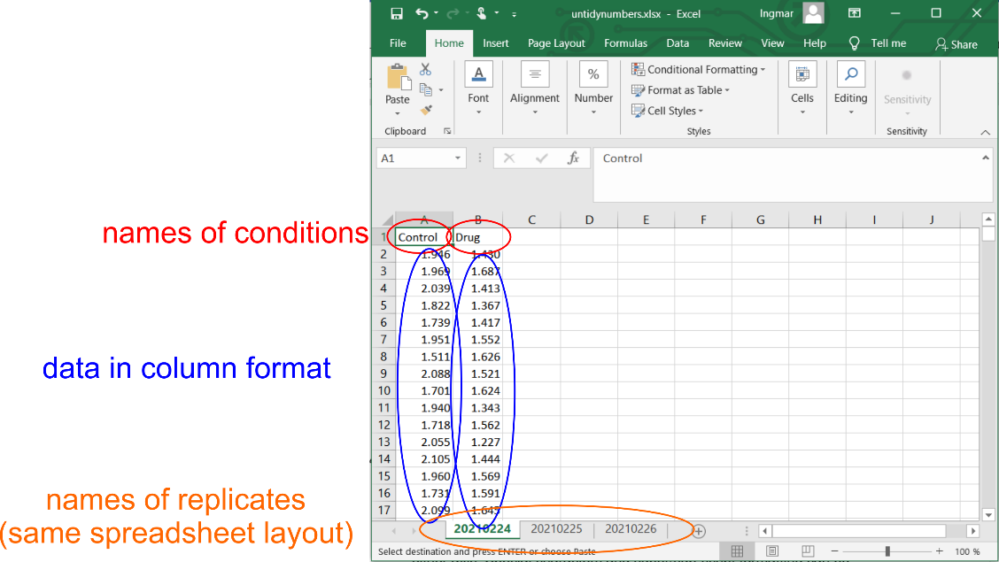 untidynumbers.xlsx - Excel
Ingmar
File Home Insert Page Layout Formulas Data Review View Help Tell me Share
Paste
Font
Alignment
%
Number
Conditional Formatting
Format as Table
Cell Styles
Cells
Editing
Sensitivity
Clipboard
Styles
Sensitivity
A1
fx
Control
A B C D E F G H I J
names of conditions
1 Control Drug
2 1.946 1.430
3 1.969 1.687
4 2.039 1.413
5 1.822 1.367
6 1.739 1.417
7 1.951 1.552
8 1.511 1.626
data in column format
9 2.088 1.521
10 1.701 1.624
11 1.940 1.343
12 1.718 1.562
13 2.055 1.227
14 2.105 1.444
15 1.960 1.569
16 1.731 1.591
17 2.099 1.645
names of replicates
(same spreadsheet layout)
20210224 20210225 20210226
Select destination and press ENTER or choose Paste
100 %